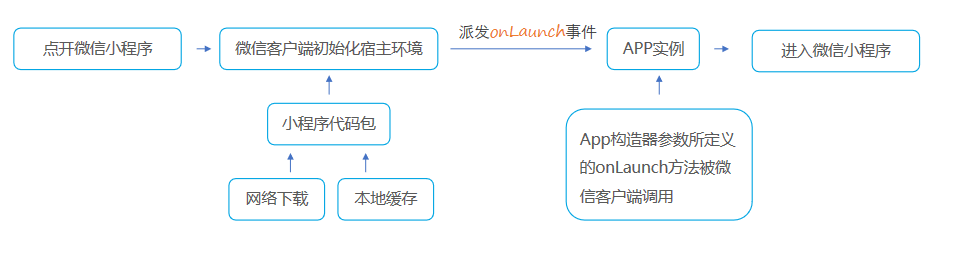 派发onLaunch事件
点开微信小程序
微信客户端初始化宿主环境
APP实例
进入微信小程序
小程序代码包
App构造器参数所定义
的onLaunch方法被微
信客户端调用
网络下载
本地缓存